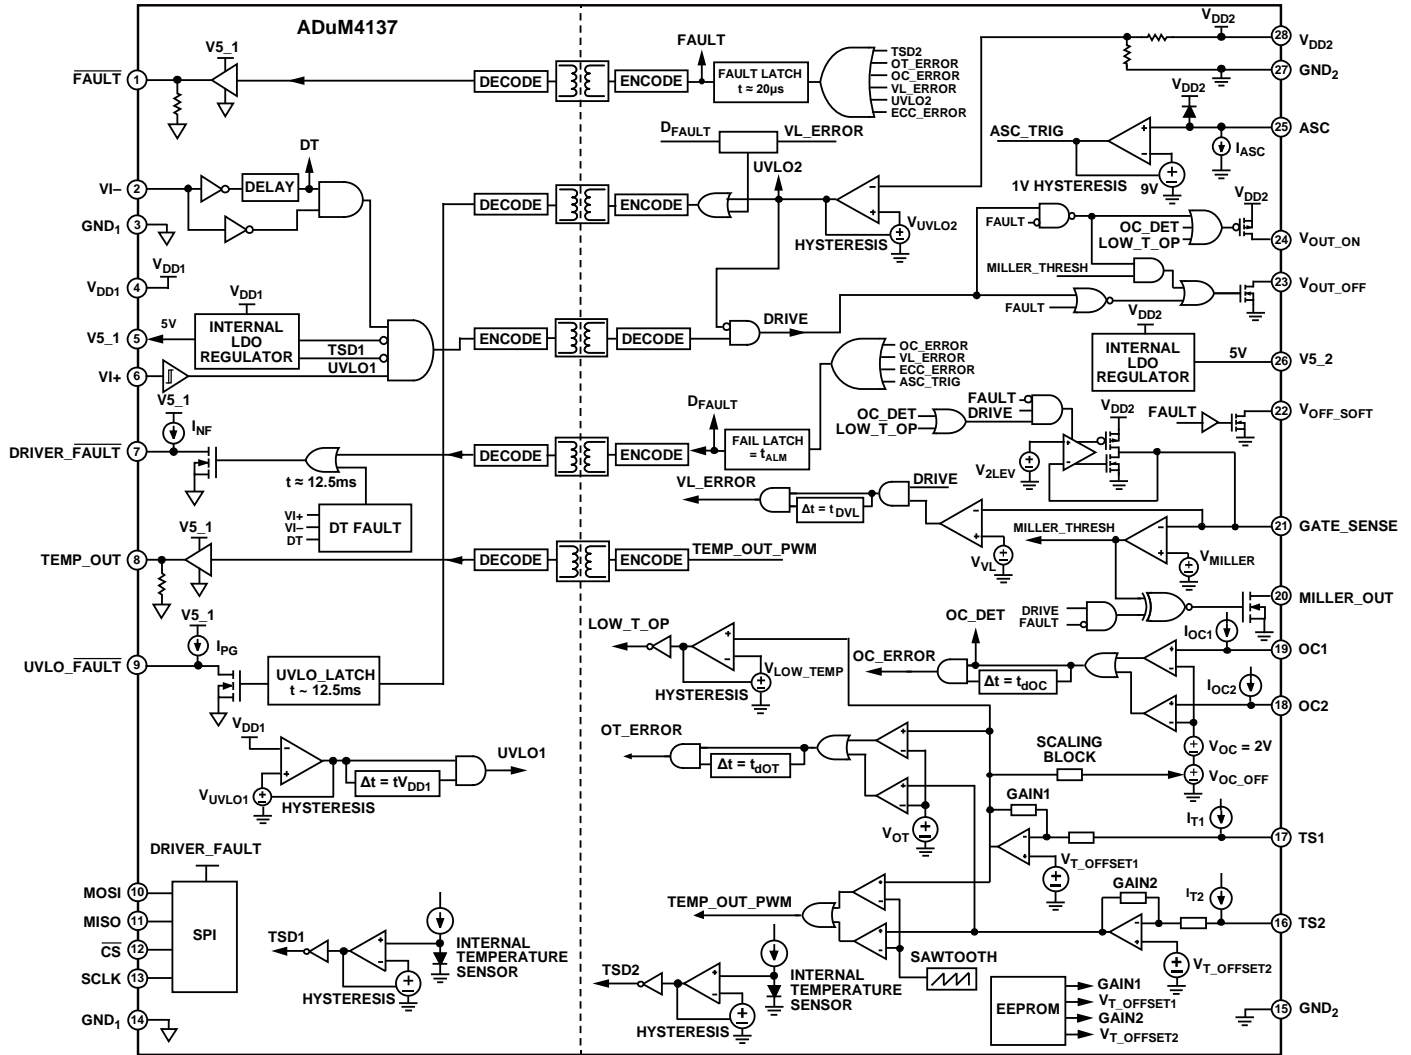 ADuM4137
FAULT
1
V5_1
DECODE
ENCODE
FAULT
FAULT LATCH
t ≈ 20µs
TSD2
OT_ERROR
OC_ERROR
VL_ERROR
UVLO2
ECC_ERROR
VDD2
28
VDD2
27
GND2
VDD2
25
ASC
ASC_TRIG
IASC
1V HYSTERESIS
9V
DFAULT
VL_ERROR
UVLO2
DT
VI–
2
DELAY
DECODE
ENCODE
VUVLO2
HYSTERESIS
GND1
3
FAULT
OC_DET
LOW_T_OP
VDD2
24
VOUT_ON
VDD1
VDD1
4
MILLER_THRESH
23
VOUT_OFF
FAULT
VDD1
V5_1
5
5V
INTERNAL
LDO
REGULATOR
TSD1
UVLO1
ENCODE
DECODE
DRIVE
VDD2
INTERNAL
LDO
REGULATOR
5V
26
V5_2
VI+
6
OC_ERROR
VL_ERROR
ECC_ERROR
ASC_TRIG
V5_1
INF
DRIVER_FAULT
7
t ≈ 12.5ms
DECODE
ENCODE
DFAULT
FAIL LATCH
= tALM
OC_DET
LOW_T_OP
FAULT
DRIVE
VDD2
FAULT
22
VOFF_SOFT
V2LEV
VI+
VI–
DT
DT FAULT
VL_ERROR
Δt = tDVL
DRIVE
VVL
MILLER_THRESH
VMILLER
21
GATE_SENSE
V5_1
TEMP_OUT
8
DECODE
ENCODE
TEMP_OUT_PWM
DRIVE
FAULT
20
MILLER_OUT
V5_1
IPG
UVLO_FAULT
9
UVLO_LATCH
t ~ 12.5ms
LOW_T_OP
VLOW_TEMP
HYSTERESIS
OC_DET
OC_ERROR
Δt = tdOC
IOC1
19
OC1
IOC2
18
OC2
VOC = 2V
VOC_OFF
SCALING
BLOCK
VDD1
VUVLO1
HYSTERESIS
Δt = tVDD1
UVLO1
OT_ERROR
Δt = tdOT
VOT
GAIN1
IT1
17
TS1
VT_OFFSET1
DRIVER_FAULT
MOSI
10
MISO
11
CS
12
SCLK
13
SPI
GND1
14
TSD1
HYSTERESIS
INTERNAL
TEMPERATURE
SENSOR
TEMP_OUT_PWM
GAIN2
IT2
16
TS2
VT_OFFSET2
SAWTOOTH
TSD2
HYSTERESIS
INTERNAL
TEMPERATURE
SENSOR
EEPROM
GAIN1
VT_OFFSET1
GAIN2
VT_OFFSET2
15
GND2